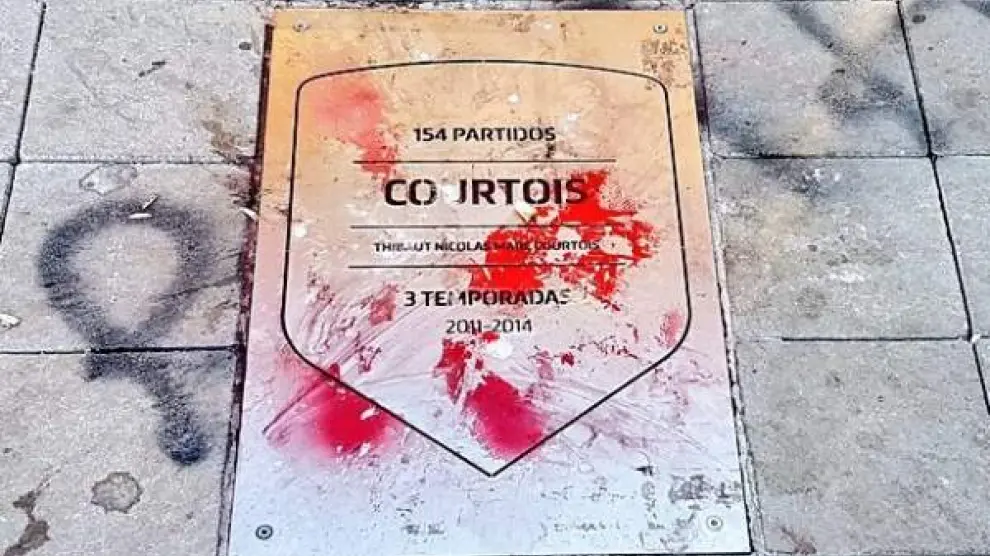 154 PARTIDOS
COURTOIS
THIBAUT NICOLAS MARC COURTOIS
3 TEMPORADAS
2011-2014